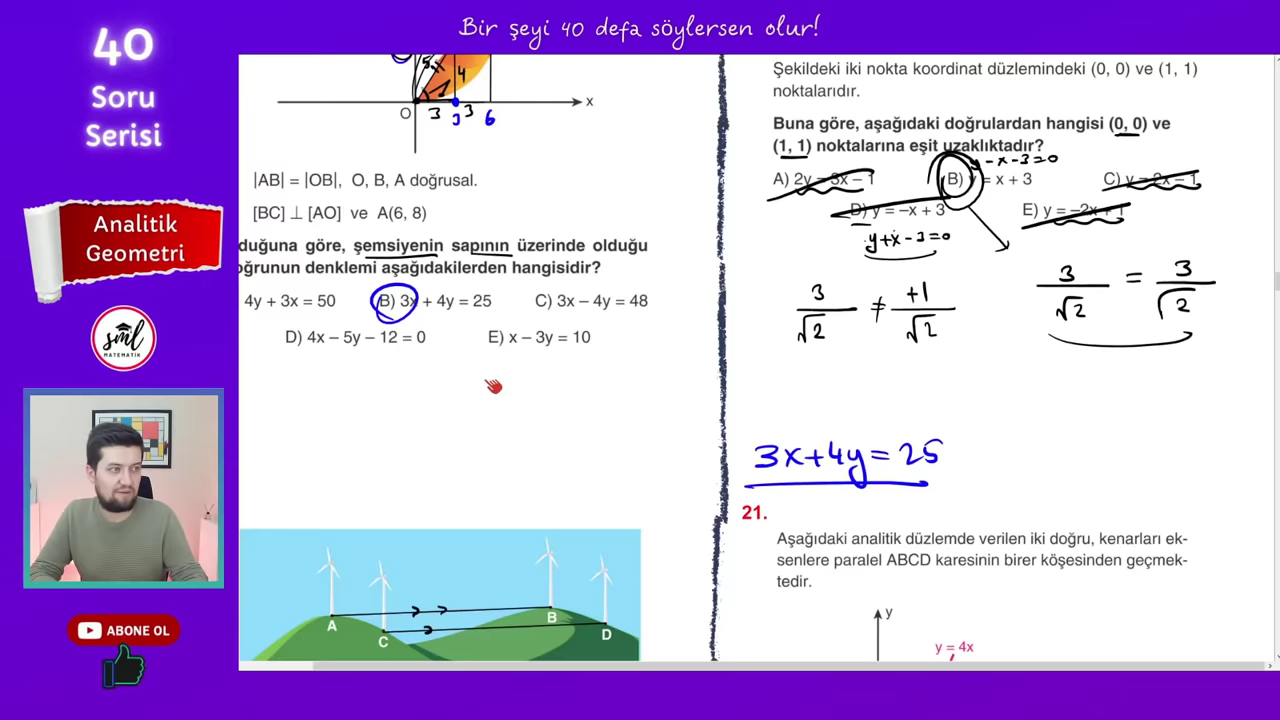 Bir şeyi 40 defa söylersen olur!
40
Soru
Serisi
Analitik
Geometri
sml
MATEMATİK
ABONE OL
4
O
3
3
3
6
x
|AB| = |OB|, O, B, A doğrusal.
[BC] ⊥ [AO] ve A(6, 8)
duğuna göre, şemsiyenin sapının üzerinde olduğu
oğrunun denklemi aşağıdakilerden hangisidir?
4y + 3x = 50 B) 3x + 4y = 25 C) 3x – 4y = 48
D) 4x – 5y – 12 = 0 E) x – 3y = 10
A
B
C
D
Şekildeki iki nokta koordinat düzlemindeki (0, 0) ve (1, 1)
noktalarıdır.
Buna göre, aşağıdaki doğrulardan hangisi (0, 0) ve
(1, 1) noktalarına eşit uzaklıktadır?
y-x-3=0
A) 2y = 3x – 1 B) y = x + 3 C) y = 2x – 1
D) y = –x + 3 E) y = –2x + 1
y+x-3=0
3/√2 ≠ +1/√2
3/√2 = 3/√2
3x+4y=25
21.
Aşağıdaki analitik düzlemde verilen iki doğru, kenarları ek-
senlere paralel ABCD karesinin birer köşesinden geçmek-
tedir.
y
y = 4x